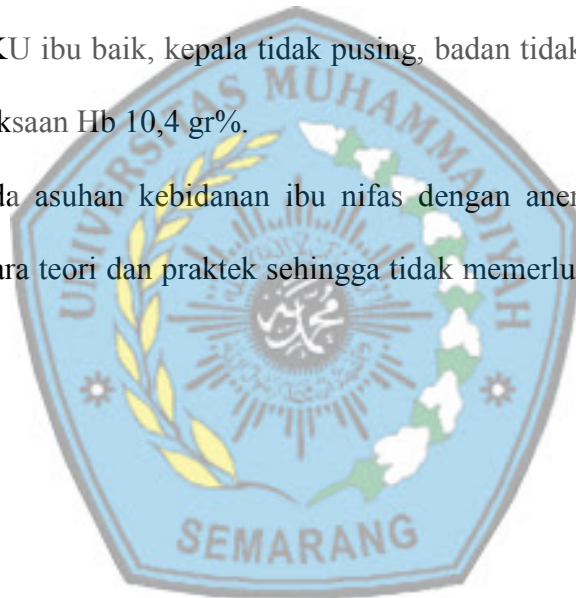 KU ibu baik, kepala tidak pusing, badan tidak
ksaan Hb 10,4 gr%.
da asuhan kebidanan ibu nifas dengan anem
ara teori dan praktek sehingga tidak memerlu
UNIVERSITAS MUHAMMADIYAH
SEMARANG